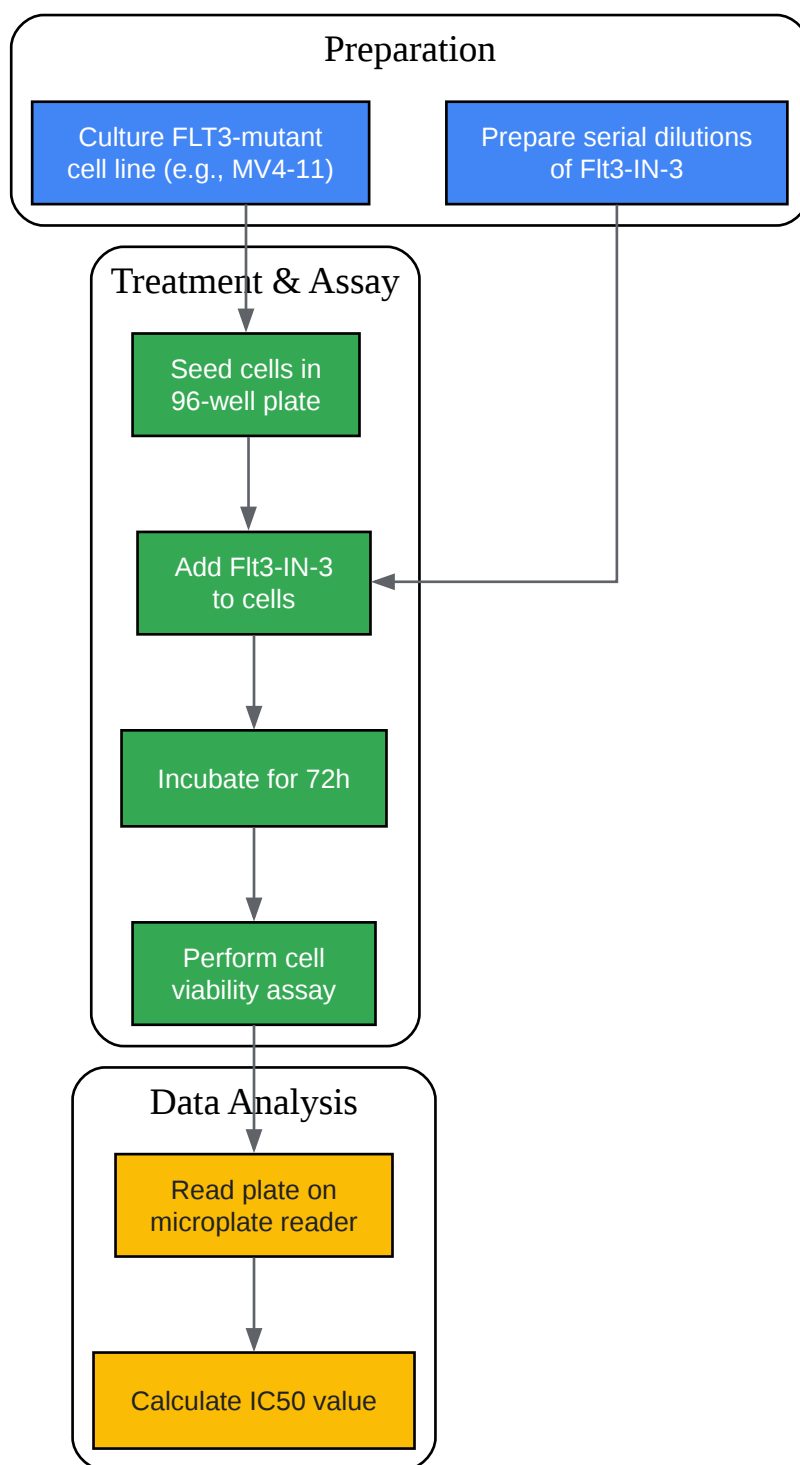 Preparation
Culture FLT3-mutant
cell line (e.g., MV4-11)
Prepare serial dilutions
of Flt3-IN-3
Treatment & Assay
Seed cells in
96-well plate
Add Flt3-IN-3
to cells
Incubate for 72h
Perform cell
viability assay
Data Analysis
Read plate on
microplate reader
Calculate IC50 value